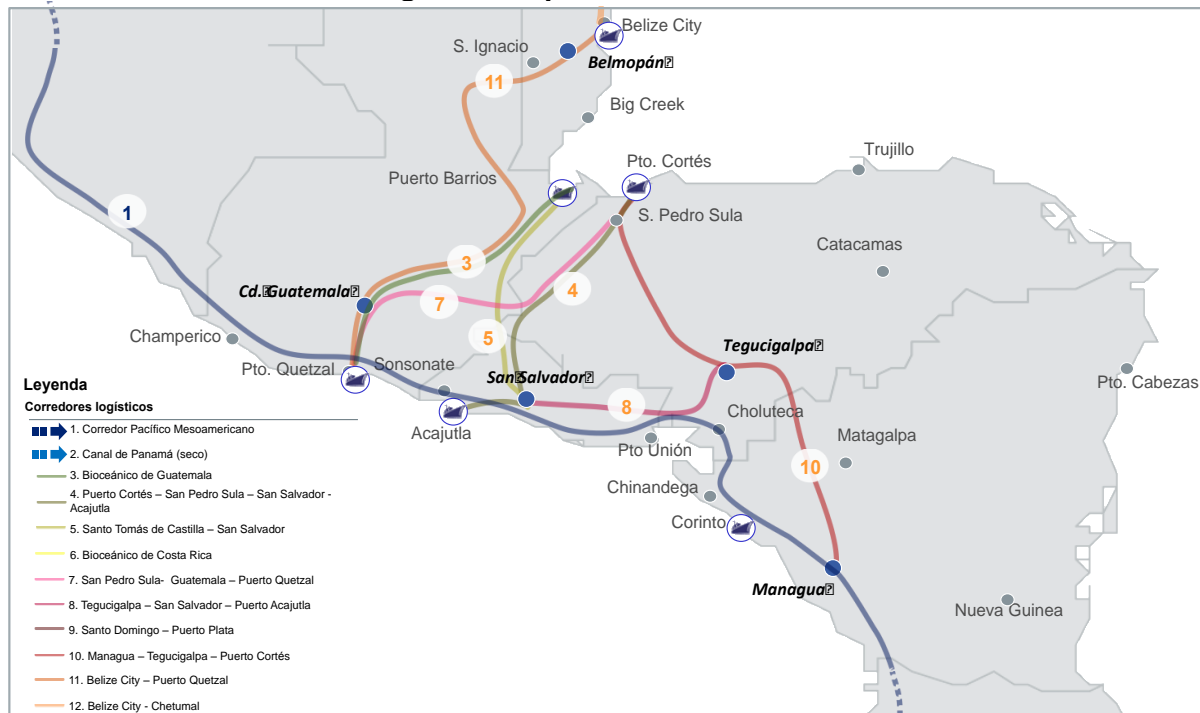 Belize City
S. Ignacio
Belmopán
11
Big Creek
Pto. Cortés
Trujillo
Puerto Barrios
1
S. Pedro Sula
Catacamas
3
4
Cd. Guatemala
7
Champerico
5
Tegucigalpa
Pto. Quetzal
Sonsonate
San Salvador
Pto. Cabezas
8
Choluteca
Acajutla
Pto Unión
Matagalpa
10
Chinandega
Corinto
Managua
Nueva Guinea
Leyenda
Corredores logísticos
1. Corredor Pacífico Mesoamericano
2. Canal de Panamá (seco)
3. Bioceánico de Guatemala
4. Puerto Cortés – San Pedro Sula – San Salvador -
Acajutla
5. Santo Tomás de Castilla – San Salvador
6. Bioceánico de Costa Rica
7. San Pedro Sula- Guatemala – Puerto Quetzal
8. Tegucigalpa – San Salvador – Puerto Acajutla
9. Santo Domingo – Puerto Plata
10. Managua – Tegucigalpa – Puerto Cortés
11. Belize City – Puerto Quetzal
12. Belize City - Chetumal